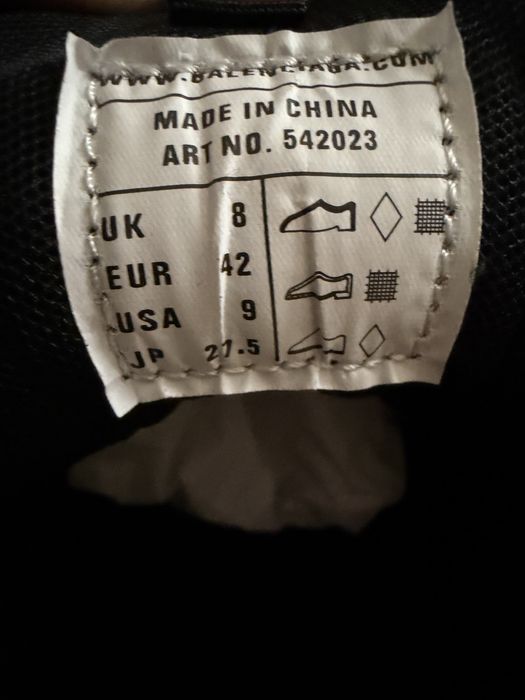 WWW.BALENCIAGA.COM
MADE IN CHINA
ART NO. 542023
UK 8
EUR 42
USA 9
JP 27.5